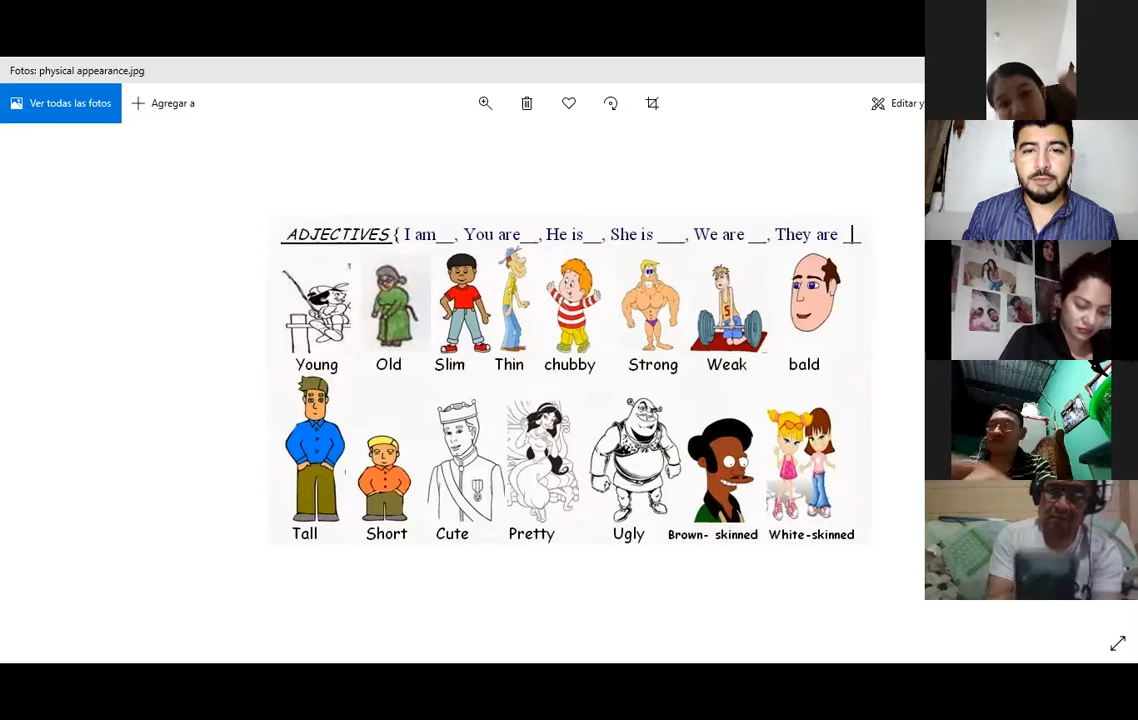 Fotos: physical appearance.jpg
Ver todas las fotos
Agregar a
Editar y
ADJECTIVES { I am__, You are__, He is__, She is ___, We are __, They are __
Young Old Slim Thin chubby Strong Weak bald
Tall Short Cute Pretty Ugly Brown- skinned White-skinned